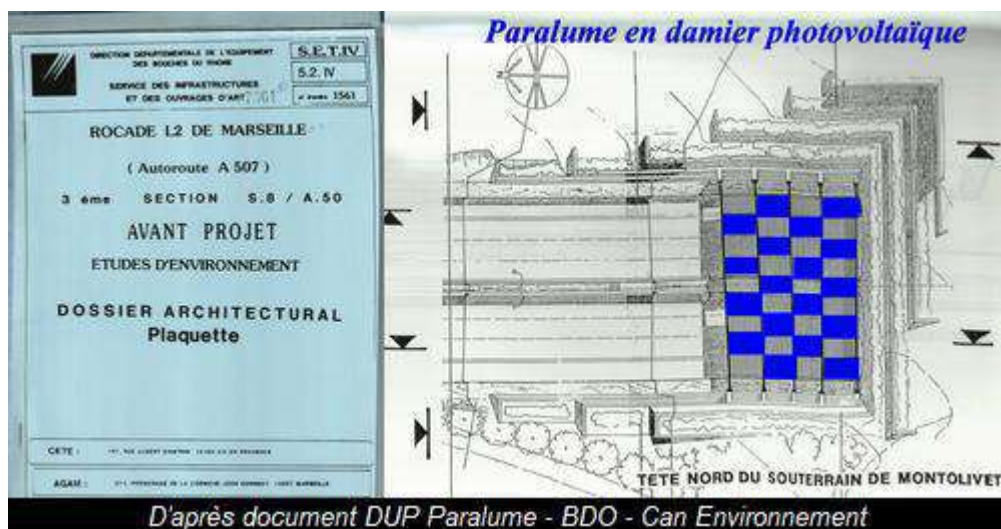 DIRECTION DEPARTEMENTALE DE L'EQUIPEMENT
DES BOUCHES DU RHONE
SERVICE DES INFRASTRUCTURES
ET DES OUVRAGES D'ART
S.E.T.IV
5.2. IV
1561
ROCADE L2 DE MARSEILLE
( Autoroute A 507 )
3 éme SECTION S.8 / A.50
AVANT PROJET
ETUDES D'ENVIRONNEMENT
DOSSIER ARCHITECTURAL
Plaquette
CETE :
AGAM :
Paralume en damier photovoltaïque
TETE NORD DU SOUTERRAIN DE MONTOLIVET
D'après document DUP Paralume - BDO - Can Environnement